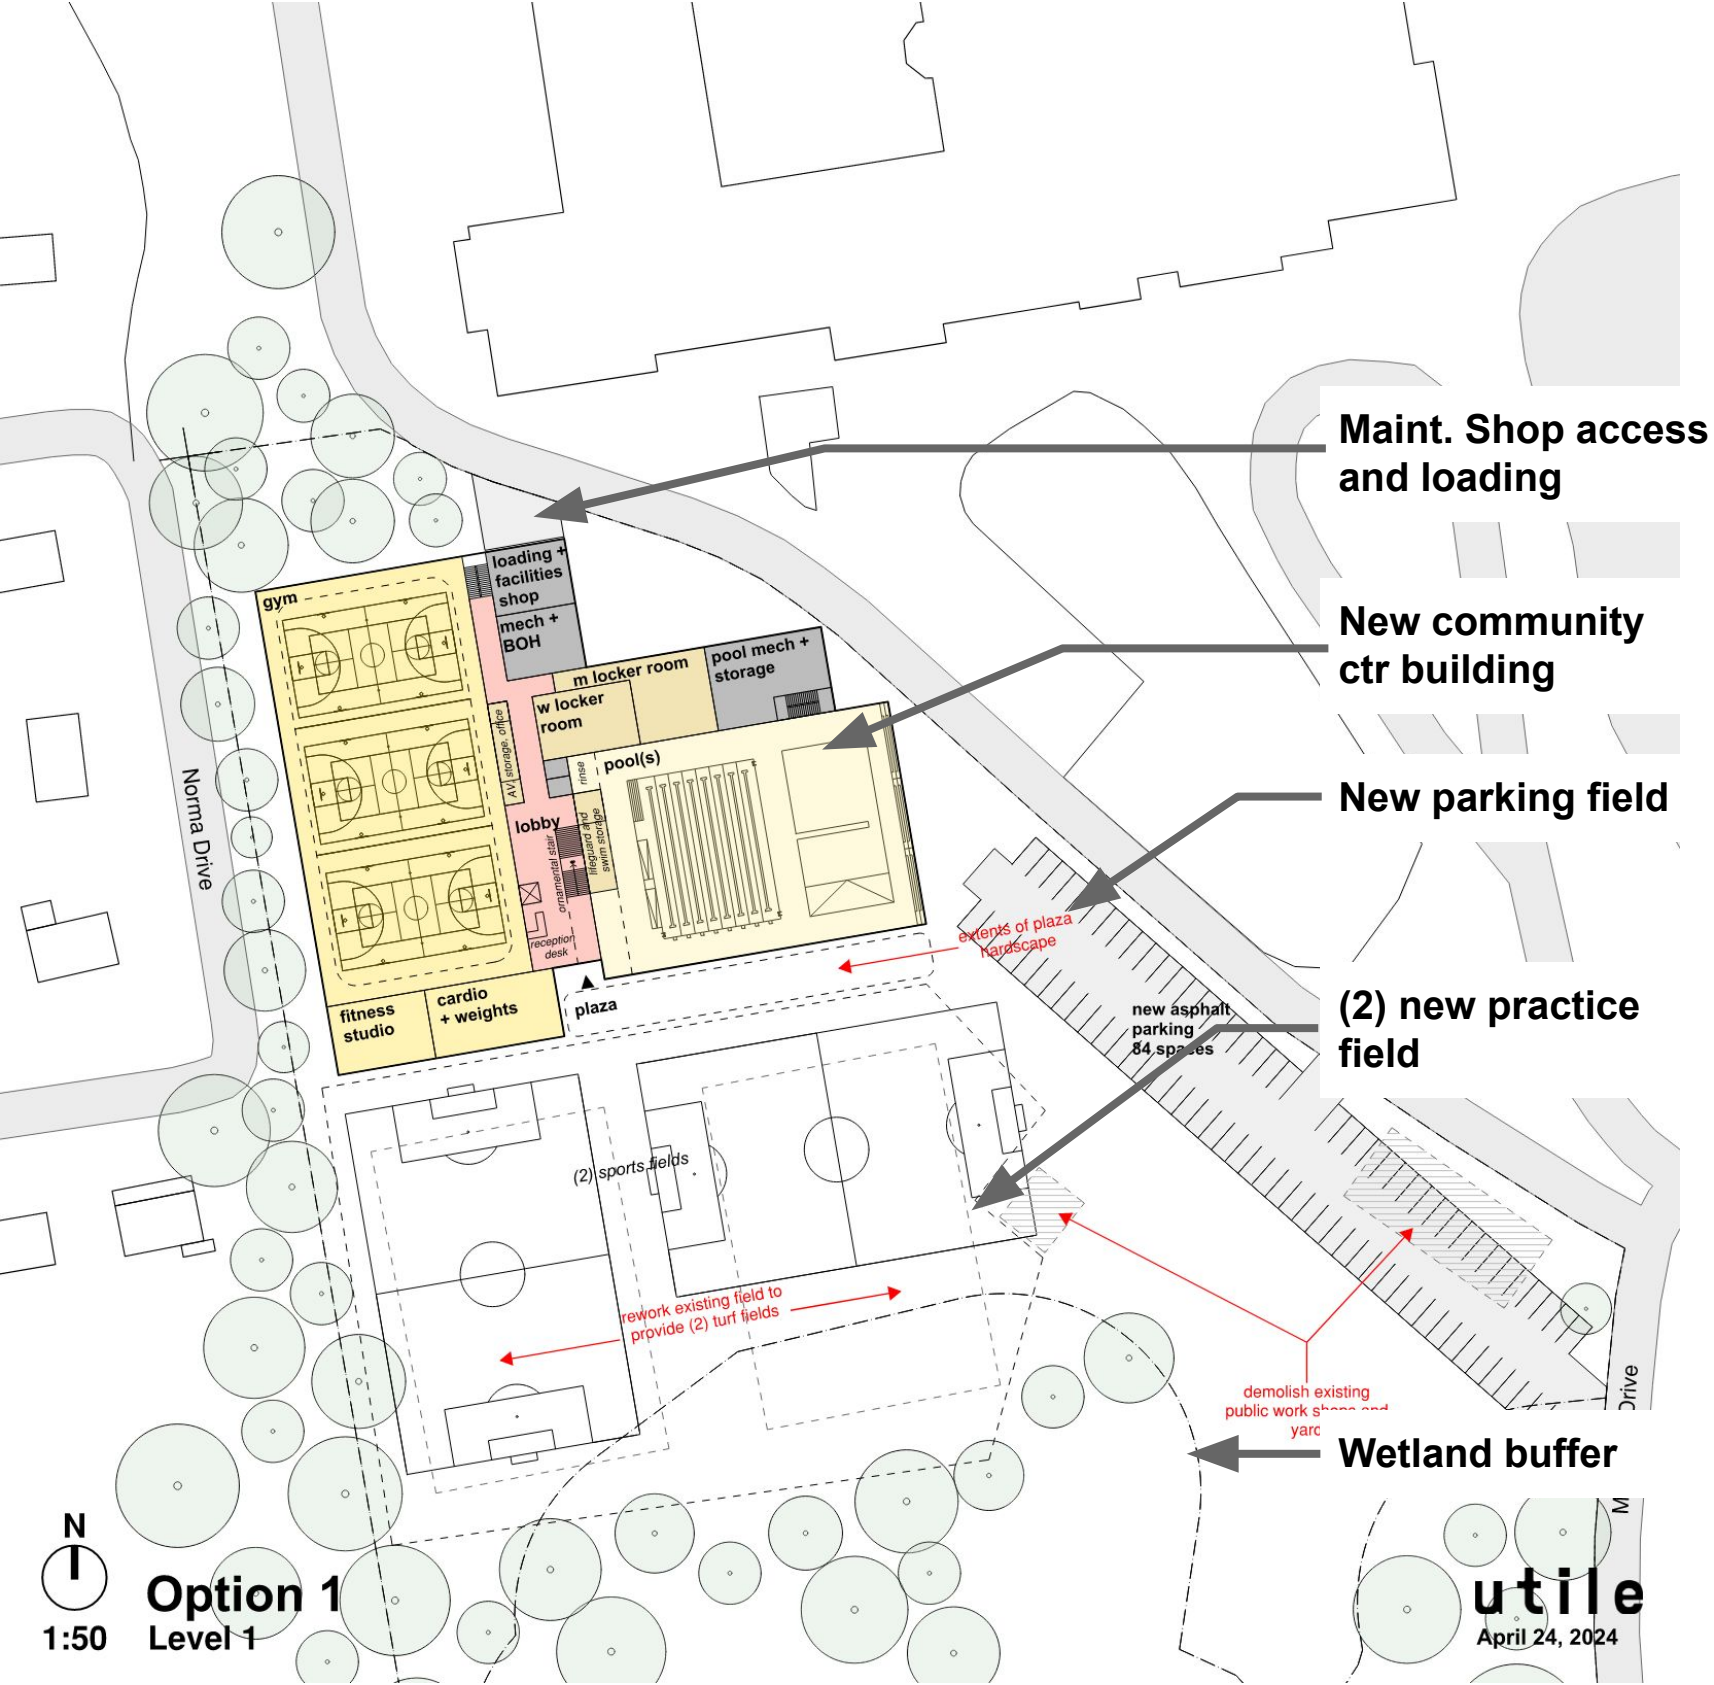 Maint. Shop access
and loading
New community
ctr building
New parking field
(2) new practice
field
Wetland buffer
loading +
facilities
shop
mech +
BOH
gym
m locker room
pool mech +
storage
w locker
room
AV, storage, office
rinse
pool(s)
lobby
ornamental stair
lifeguard and
swim storage
reception
desk
fitness
studio
cardio
+ weights
plaza
extents of plaza
hardscape
new asphalt
parking
84 spaces
(2) sports fields
rework existing field to
provide (2) turf fields
demolish existing
public work shops and
yard
Norma Drive
Drive
M
N
1:50
Option 1
Level 1
utile
April 24, 2024